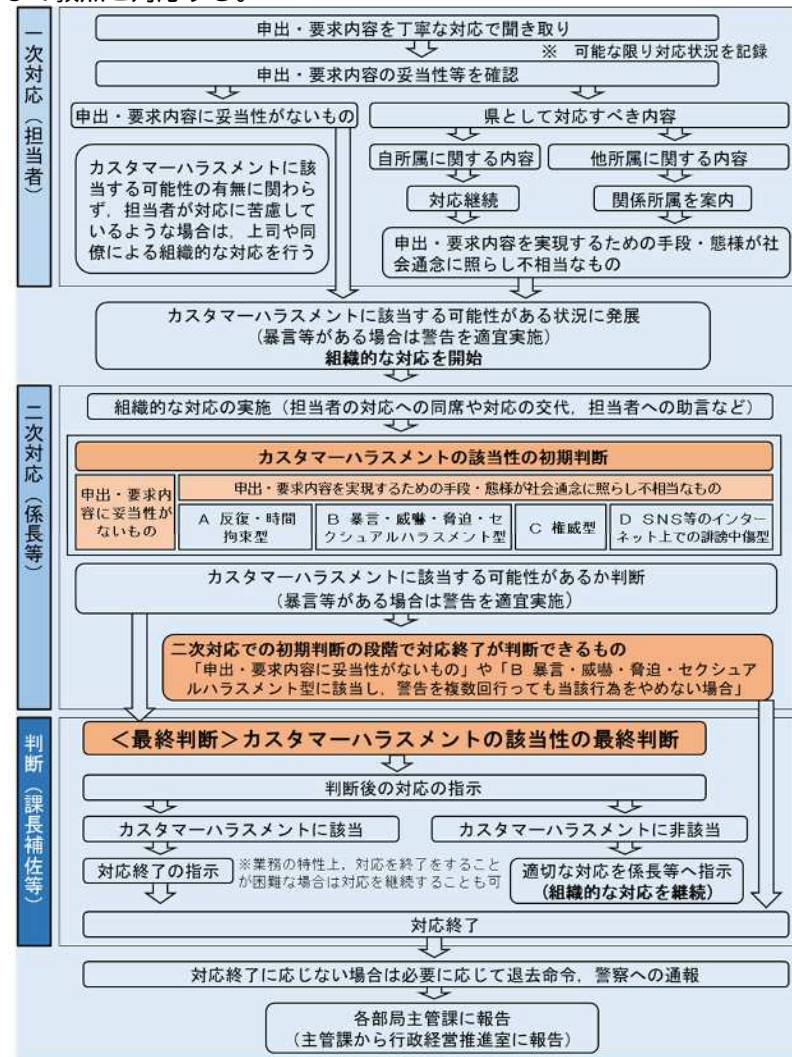 一次対応（担当者）
申出・要求内容を丁寧な対応で聞き取り
※　可能な限り対応状況を記録
申出・要求内容の妥当性等を確認
申出・要求内容に妥当性がないもの
県として対応すべき内容
カスタマーハラスメントに該
当する可能性の有無に関わら
ず，担当者が対応に苦慮して
いるような場合は，上司や同
僚による組織的な対応を行う
自所属に関する内容
他所属に関する内容
対応継続
関係所属を案内
申出・要求内容を実現するための手段・態様が社
会通念に照らし不相当なもの
カスタマーハラスメントに該当する可能性がある状況に発展
（暴言等がある場合は警告を適宜実施）
組織的な対応を開始
二次対応（係長等）
組織的な対応の実施（担当者の対応への同席や対応の交代，担当者への助言など）
カスタマーハラスメントの該当性の初期判断
申出・要求内
容に妥当性が
ないもの
申出・要求内容を実現するための手段・態様が社会通念に照らし不相当なもの
A 反復・時間
拘束型
B 暴言・威嚇・脅迫・セ
クシュアルハラスメント型
C 権威型
D SNS等のインター
ネット上での誹謗中傷型
カスタマーハラスメントに該当する可能性があるか判断
（暴言等がある場合は警告を適宜実施）
二次対応での初期判断の段階で対応終了が判断できるもの
「申出・要求内容に妥当性がないもの」や「B 暴言・威嚇・脅迫・セクシュア
ルハラスメント型に該当し，警告を複数回行っても当該行為をやめない場合」
判断（課長補佐等）
＜最終判断＞カスタマーハラスメントの該当性の最終判断
判断後の対応の指示
カスタマーハラスメントに該当
カスタマーハラスメントに非該当
対応終了の指示
※業務の特性上，対応を終了をすること
が困難な場合は対応を継続することも可
適切な対応を係長等へ指示
（組織的な対応を継続）
対応終了
対応終了に応じない場合は必要に応じて退去命令，警察への通報
各部局主管課に報告
（主管課から行政経営推進室に報告）